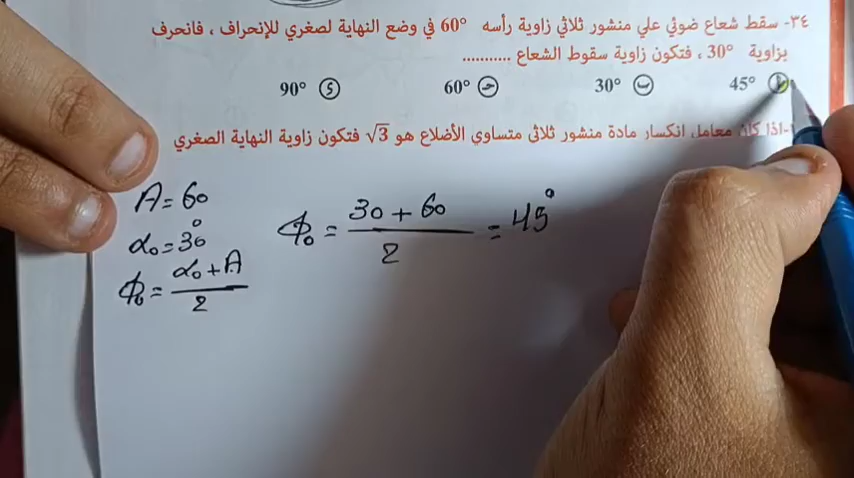 ٣٤- سقط شعاع ضوئي علي منشور ثلاثي زاوية رأسه 60° في وضع النهاية لصغري للإنحراف ، فانحرف
بزاوية 30° ، فتكون زاوية سقوط الشعاع ...........
45° ب 30° ج 60° د 90°
-اذا كان معامل انكسار مادة منشور ثلاثي متساوي الأضلاع هو √3 فتكون زاوية النهاية الصغري
A = 60
α₀ = 30°
ϕ₀ = (α₀ + A) / 2
ϕ₀ = (30 + 60) / 2 = 45°